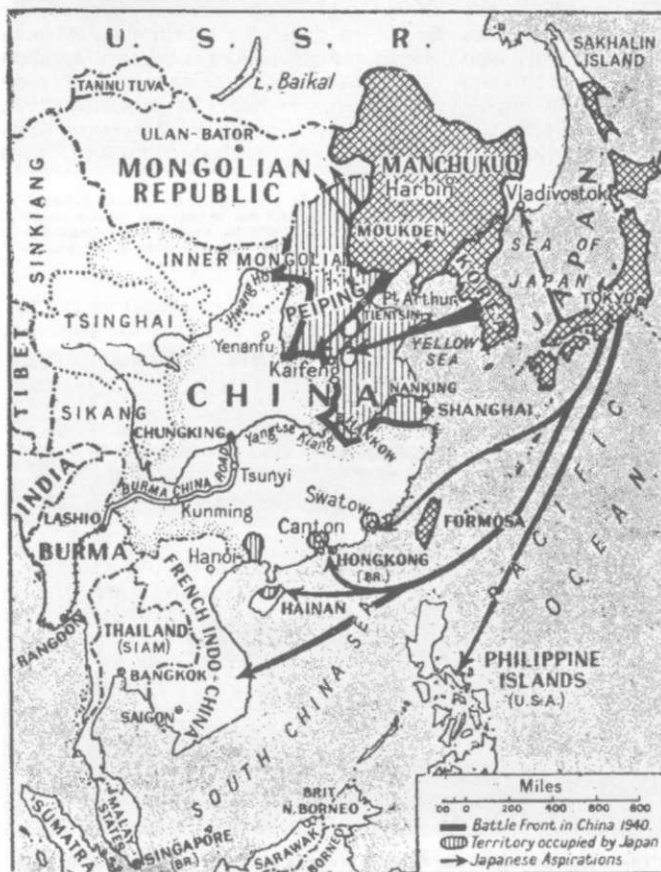 U. S. S. R.
SAKHALIN
ISLAND
TANNU TUVA
L. Baikal
ULAN-BATOR
MONGOLIAN
REPUBLIC
MANCHUKUO
Harbin
Vladivostok
SINKIANG
MOUKDEN
SEA OF
JAPAN
JAPAN
INNER MONGOLIA
Hwang Ho
PEIPING
Pt. Arthur
TIENTSIN
KOREA
TOKYO
TSINGHAI
Yenanfu
Kaifeng
YELLOW
SEA
TIBET
CHINA
NANKING
SHANGHAI
SIKANG
CHUNGKING
Yangtse Kiang
HANKOW
INDIA
BURMA CHINA ROAD
Tsunyi
Kunming
Swatow
PACIFIC
OCEAN
LASHIO
Canton
FORMOSA
BURMA
Hanoi
HONGKONG
(BR.)
HAINAN
RANGOON
THAILAND
(SIAM)
FRENCH INDO-CHINA
BANGKOK
SAIGON
PHILIPPINE
ISLANDS
(U.S.A.)
SOUTH CHINA SEA
MALAY
STATES
BRIT
N. BORNEO
SUMATRA
SINGAPORE
(BR.)
SARAWAK
BORNEO
Miles
0 200 400 600 800
Battle Front in China 1940.
Territory occupied by Japan
Japanese Aspirations